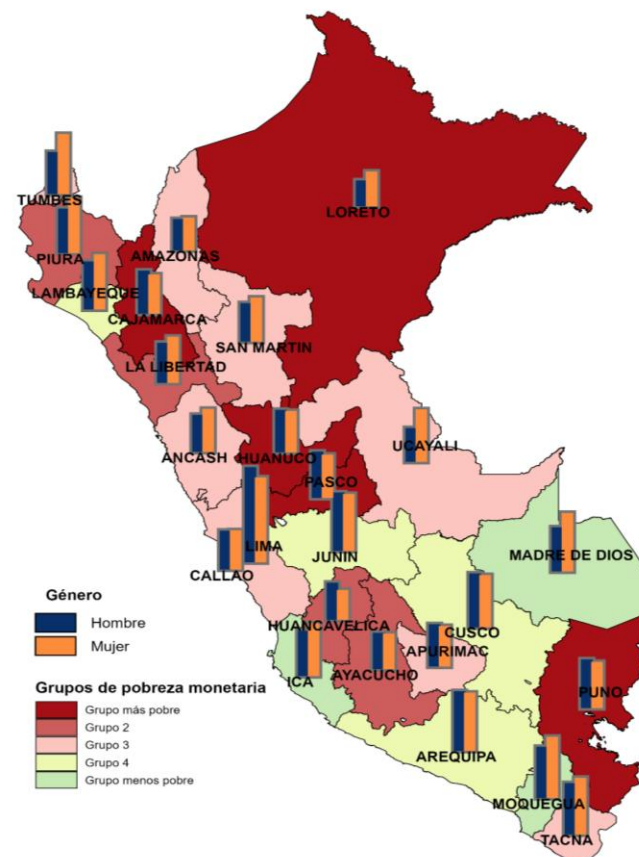 TUMBES
LORETO
PIURA
AMAZONAS
LAMBAYEQUE
CAJAMARCA
SAN MARTIN
LA LIBERTAD
ANCASH
HUANUCO
UCAYALI
PASCO
LIMA
JUNIN
MADRE DE DIOS
CALLAO
Género
Hombre
Mujer
HUANCAVELICA
CUSCO
APURIMAC
ICA
AYACUCHO
PUNO
Grupos de pobreza monetaria
Grupo más pobre
Grupo 2
Grupo 3
Grupo 4
Grupo menos pobre
AREQUIPA
MOQUEGUA
TACNA